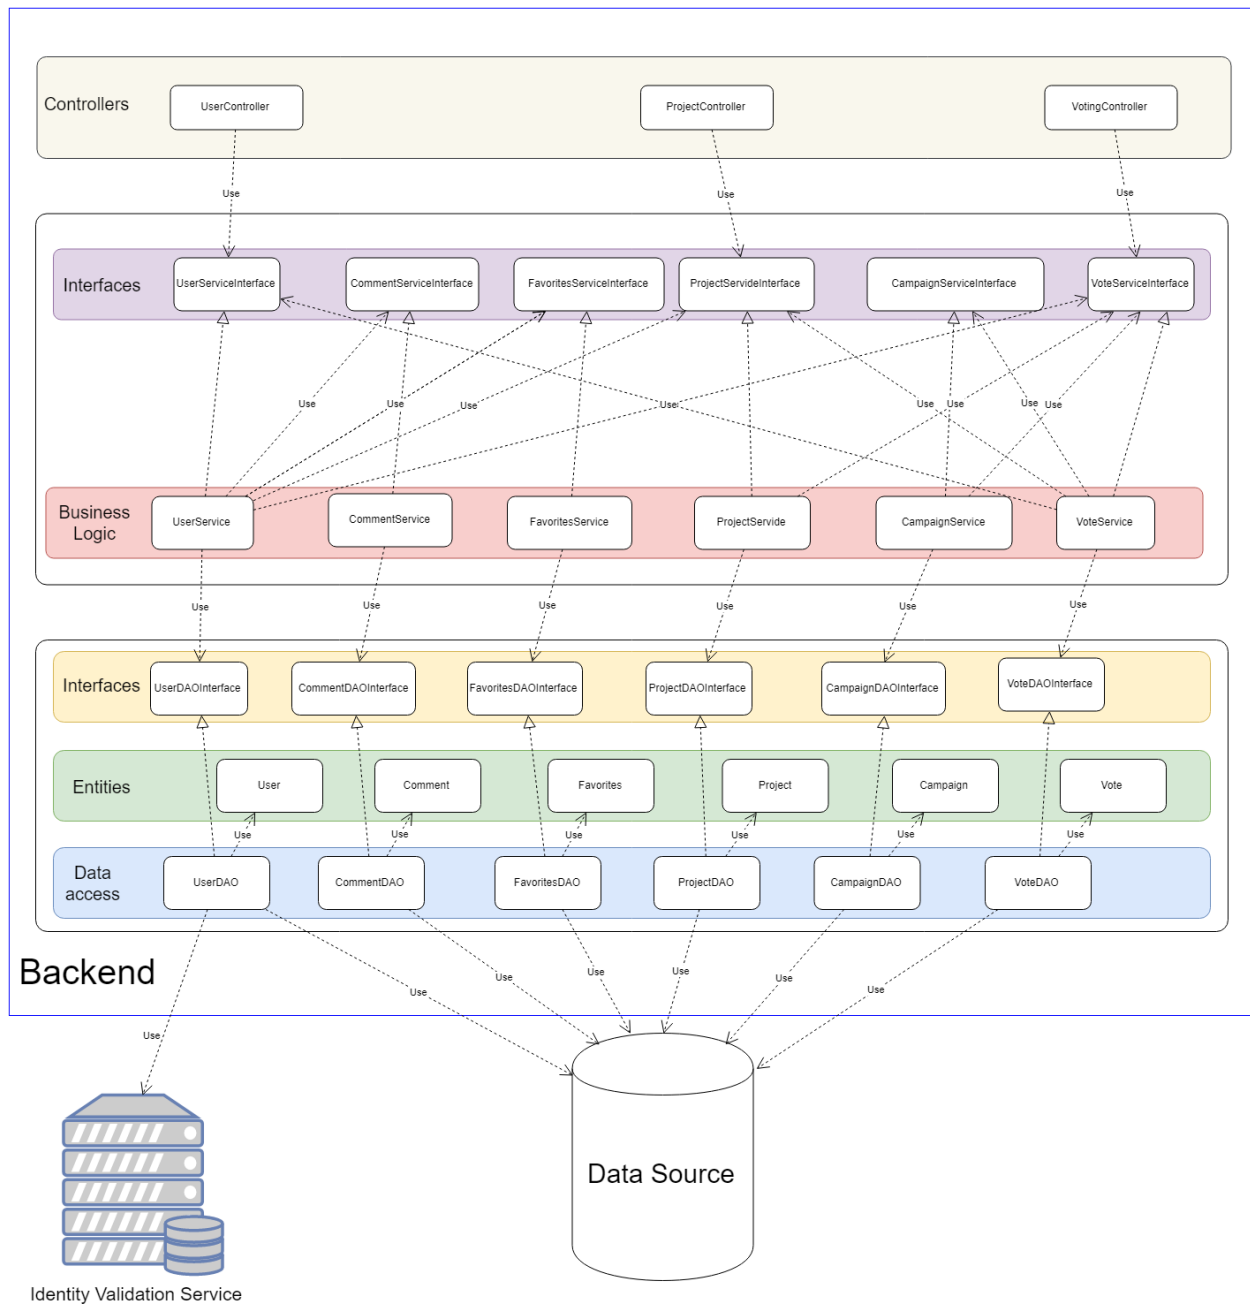 Controllers
UserController
ProjectController
VotingController
Use
Use
Use
Interfaces
UserServiceInterface
CommentServiceInterface
FavoritesServiceInterface
ProjectServideInterface
CampaignServiceInterface
VoteServiceInterface
Use
Use
Use
Use
Use
Use
Use
Use
Business
Logic
UserService
CommentService
FavoritesService
ProjectServide
CampaignService
VoteService
Use
Use
Use
Use
Use
Use
Interfaces
UserDAOInterface
CommentDAOInterface
FavoritesDAOInterface
ProjectDAOInterface
CampaignDAOInterface
VoteDAOInterface
Entities
User
Comment
Favorites
Project
Campaign
Vote
Use
Use
Use
Use
Use
Use
Data
access
UserDAO
CommentDAO
FavoritesDAO
ProjectDAO
CampaignDAO
VoteDAO
Backend
Use
Use
Use
Use
Use
Use
Use
Data Source
Identity Validation Service